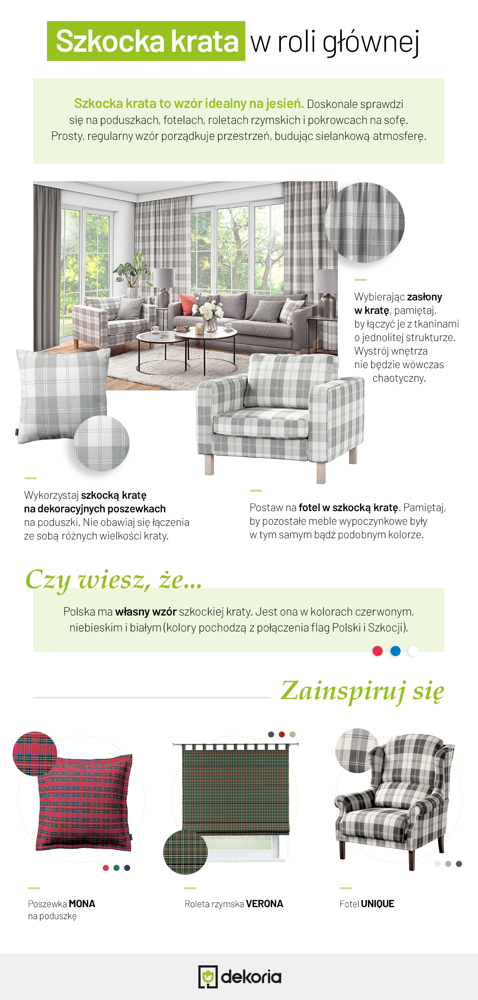 Szkocka krata w roli głównej
Szkocka krata to wzór idealny na jesień. Doskonale sprawdzi
się na poduszkach, fotelach, roletach rzymskich i pokrowcach na sofę.
Prosty, regularny wzór porządkuje przestrzeń, budując sielankową atmosferę.
Wybierając zasłony
w kratę, pamiętaj,
by łączyć je z tkaninami
o jednolitej strukturze.
Wystrój wnętrza
nie będzie wówczas
chaotyczny.
Wykorzystaj szkocką kratę
na dekoracyjnych poszewkach
na poduszki. Nie obawiaj się łączenia
ze sobą różnych wielkości kraty.
Postaw na fotel w szkocką kratę. Pamiętaj,
by pozostałe meble wypoczynkowe były
w tym samym bądź podobnym kolorze.
Czy wiesz, że...
Polska ma własny wzór szkockiej kraty. Jest ona w kolorach czerwonym,
niebieskim i białym (kolory pochodzą z połączenia flag Polski i Szkocji).
Zainspiruj się
Poszewka MONA
na poduszkę
Roleta rzymska VERONA
Fotel UNIQUE
dekoria